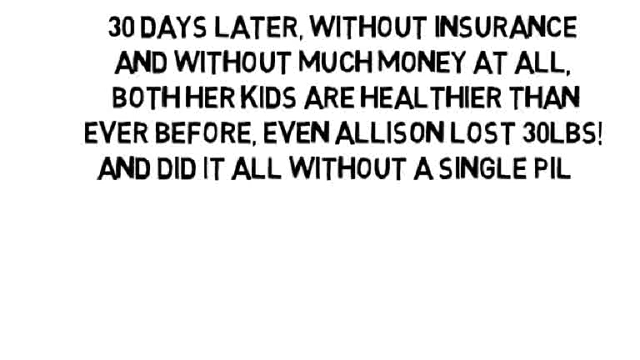 30 DAYS LATER, WITHOUT INSURANCE
AND WITHOUT MUCH MONEY AT ALL,
BOTH HER KIDS ARE HEALTHIER THAN
EVER BEFORE, EVEN ALLISON LOST 30LBS!
AND DID IT ALL WITHOUT A SINGLE PIL